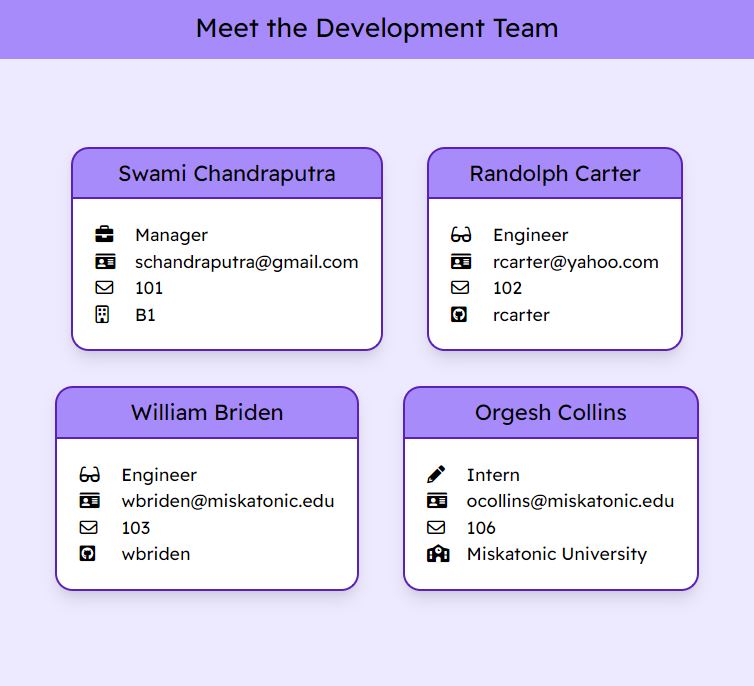 Meet the Development Team
Swami Chandraputra
Manager
schandraputra@gmail.com
101
B1
Randolph Carter
Engineer
rcarter@yahoo.com
102
rcarter
William Briden
Engineer
wbriden@miskatonic.edu
103
wbriden
Orgesh Collins
Intern
ocollins@miskatonic.edu
106
Miskatonic University